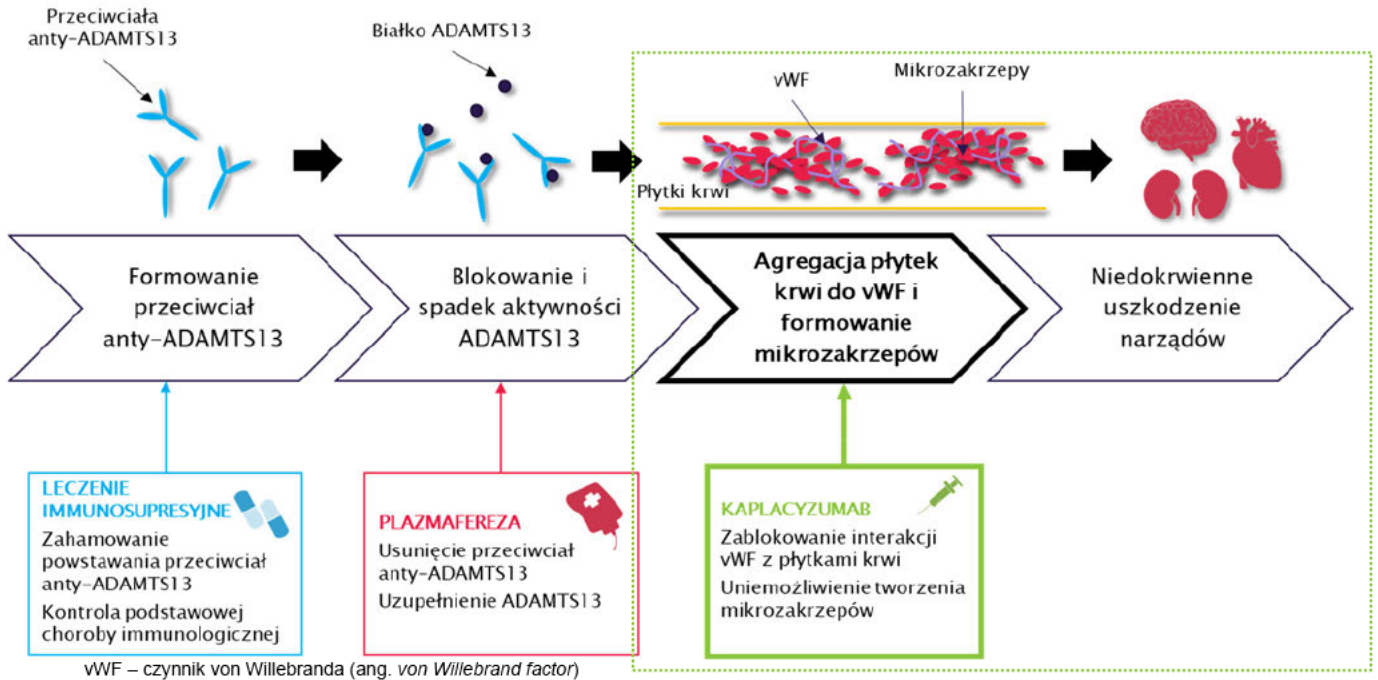 Przeciwciała
anty-ADAMTS13
Białko ADAMTS13
vWF
Mikrozakrzepy
Płytki krwi
Formowanie
przeciwciał
anty-ADAMTS13
Blokowanie i
spadek aktywności
ADAMTS13
Agregacja płytek
krwi do vWF i
formowanie
mikrozakrzepów
Niedokrwienne
uszkodzenie
narządów
LECZENIE
IMMUNOSUPRESYJNE
Zahamowanie
powstawania przeciwciał
anty-ADAMTS13
Kontrola podstawowej
choroby immunologicznej
PLAZMAFEREZA
Usunięcie przeciwciał
anty-ADAMTS13
Uzupełnienie ADAMTS13
KAPLACYZUMAB
Zablokowanie interakcji
vWF z płytkami krwi
Uniemożliwienie tworzenia
mikrozakrzepów
vWF – czynnik von Willebranda (ang. von Willebrand factor)